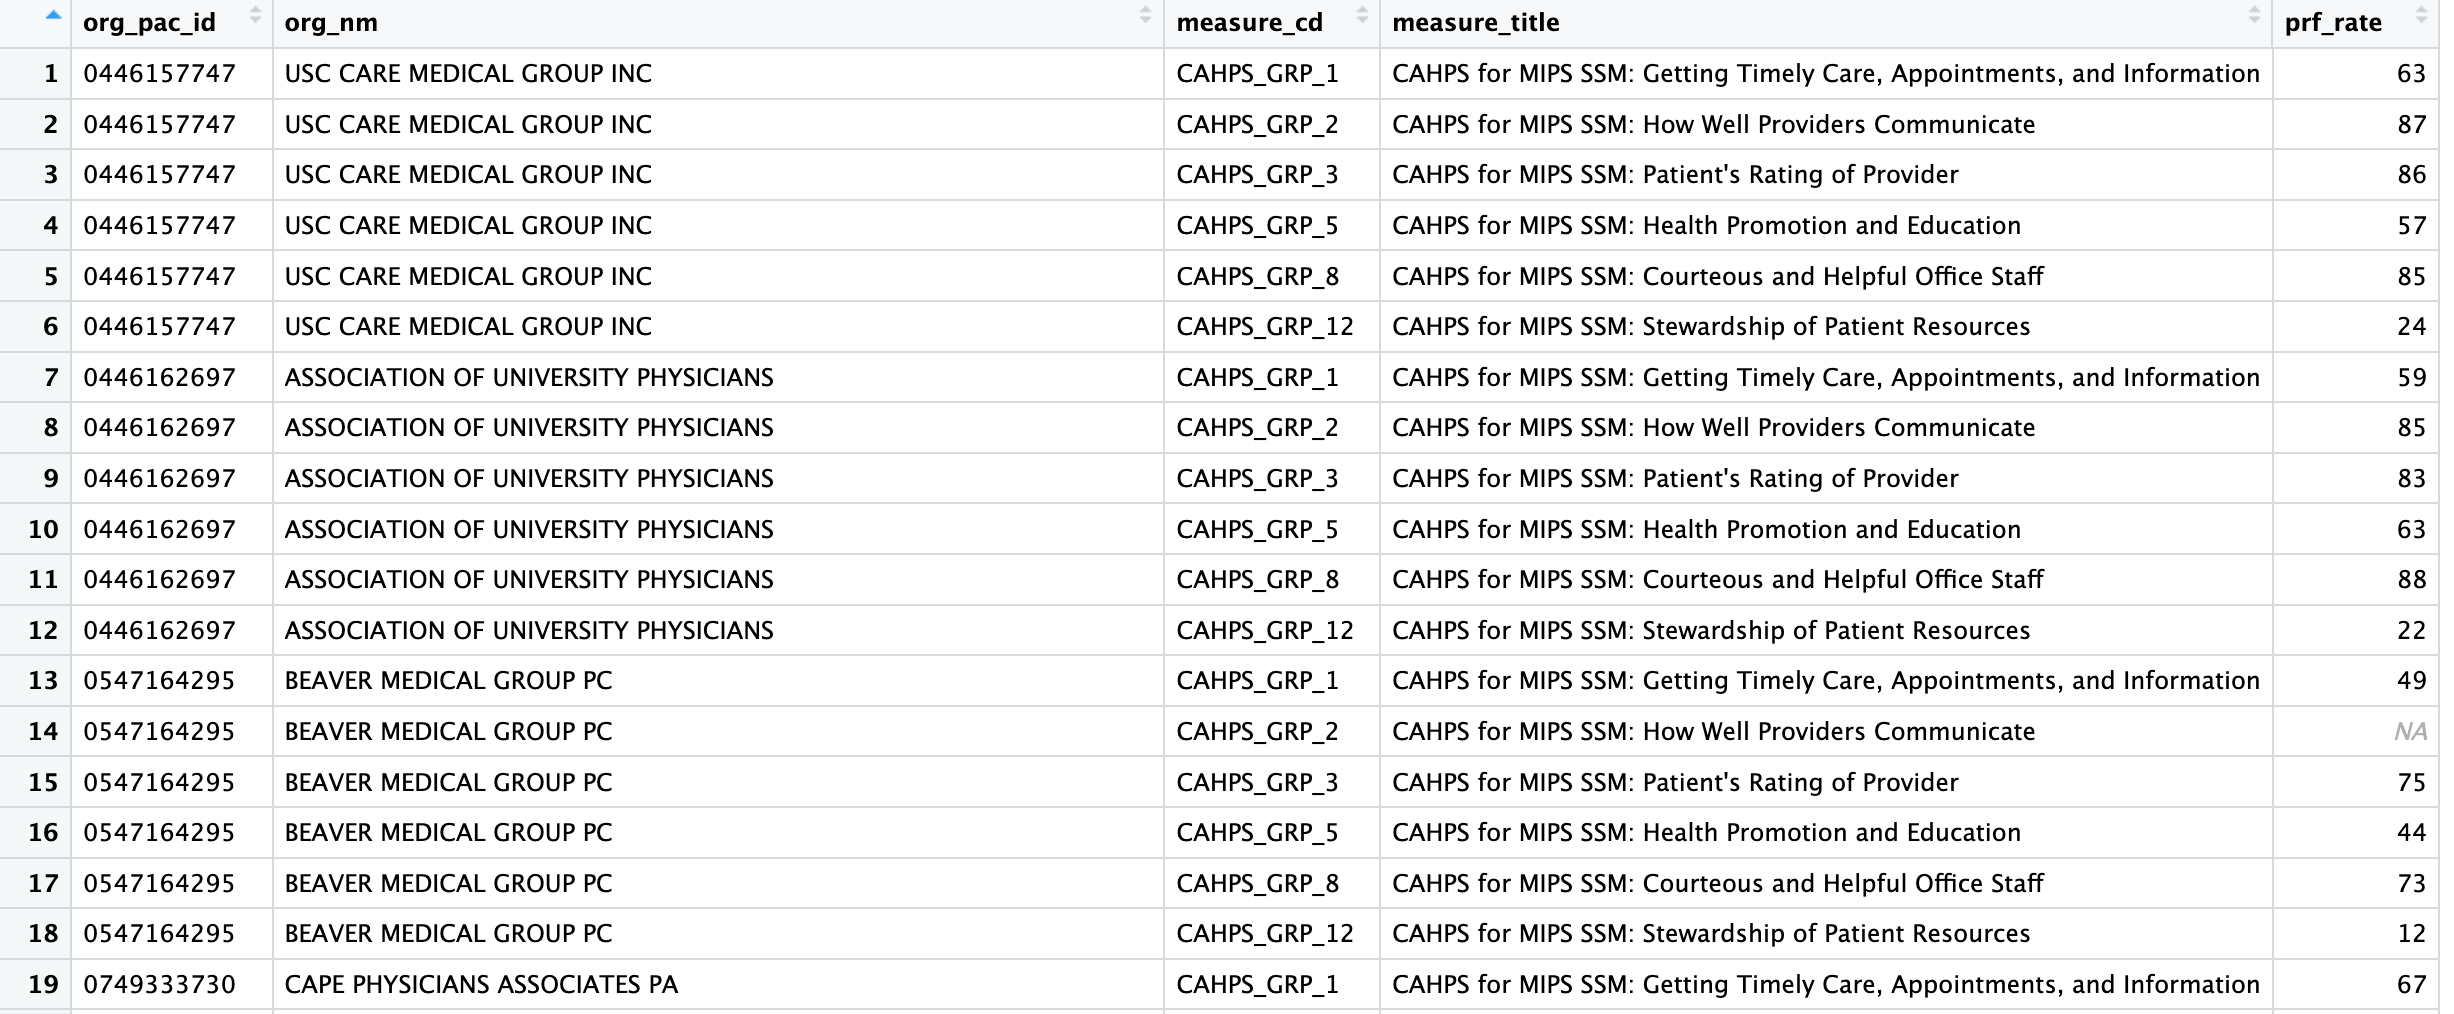 org_pac_id org_nm measure_cd measure_title prf_rate
1 0446157747 USC CARE MEDICAL GROUP INC CAHPS_GRP_1 CAHPS for MIPS SSM: Getting Timely Care, Appointments, and Information 63
2 0446157747 USC CARE MEDICAL GROUP INC CAHPS_GRP_2 CAHPS for MIPS SSM: How Well Providers Communicate 87
3 0446157747 USC CARE MEDICAL GROUP INC CAHPS_GRP_3 CAHPS for MIPS SSM: Patient's Rating of Provider 86
4 0446157747 USC CARE MEDICAL GROUP INC CAHPS_GRP_5 CAHPS for MIPS SSM: Health Promotion and Education 57
5 0446157747 USC CARE MEDICAL GROUP INC CAHPS_GRP_8 CAHPS for MIPS SSM: Courteous and Helpful Office Staff 85
6 0446157747 USC CARE MEDICAL GROUP INC CAHPS_GRP_12 CAHPS for MIPS SSM: Stewardship of Patient Resources 24
7 0446162697 ASSOCIATION OF UNIVERSITY PHYSICIANS CAHPS_GRP_1 CAHPS for MIPS SSM: Getting Timely Care, Appointments, and Information 59
8 0446162697 ASSOCIATION OF UNIVERSITY PHYSICIANS CAHPS_GRP_2 CAHPS for MIPS SSM: How Well Providers Communicate 85
9 0446162697 ASSOCIATION OF UNIVERSITY PHYSICIANS CAHPS_GRP_3 CAHPS for MIPS SSM: Patient's Rating of Provider 83
10 0446162697 ASSOCIATION OF UNIVERSITY PHYSICIANS CAHPS_GRP_5 CAHPS for MIPS SSM: Health Promotion and Education 63
11 0446162697 ASSOCIATION OF UNIVERSITY PHYSICIANS CAHPS_GRP_8 CAHPS for MIPS SSM: Courteous and Helpful Office Staff 88
12 0446162697 ASSOCIATION OF UNIVERSITY PHYSICIANS CAHPS_GRP_12 CAHPS for MIPS SSM: Stewardship of Patient Resources 22
13 0547164295 BEAVER MEDICAL GROUP PC CAHPS_GRP_1 CAHPS for MIPS SSM: Getting Timely Care, Appointments, and Information 49
14 0547164295 BEAVER MEDICAL GROUP PC CAHPS_GRP_2 CAHPS for MIPS SSM: How Well Providers Communicate NA
15 0547164295 BEAVER MEDICAL GROUP PC CAHPS_GRP_3 CAHPS for MIPS SSM: Patient's Rating of Provider 75
16 0547164295 BEAVER MEDICAL GROUP PC CAHPS_GRP_5 CAHPS for MIPS SSM: Health Promotion and Education 44
17 0547164295 BEAVER MEDICAL GROUP PC CAHPS_GRP_8 CAHPS for MIPS SSM: Courteous and Helpful Office Staff 73
18 0547164295 BEAVER MEDICAL GROUP PC CAHPS_GRP_12 CAHPS for MIPS SSM: Stewardship of Patient Resources 12
19 0749333730 CAPE PHYSICIANS ASSOCIATES PA CAHPS_GRP_1 CAHPS for MIPS SSM: Getting Timely Care, Appointments, and Information 67